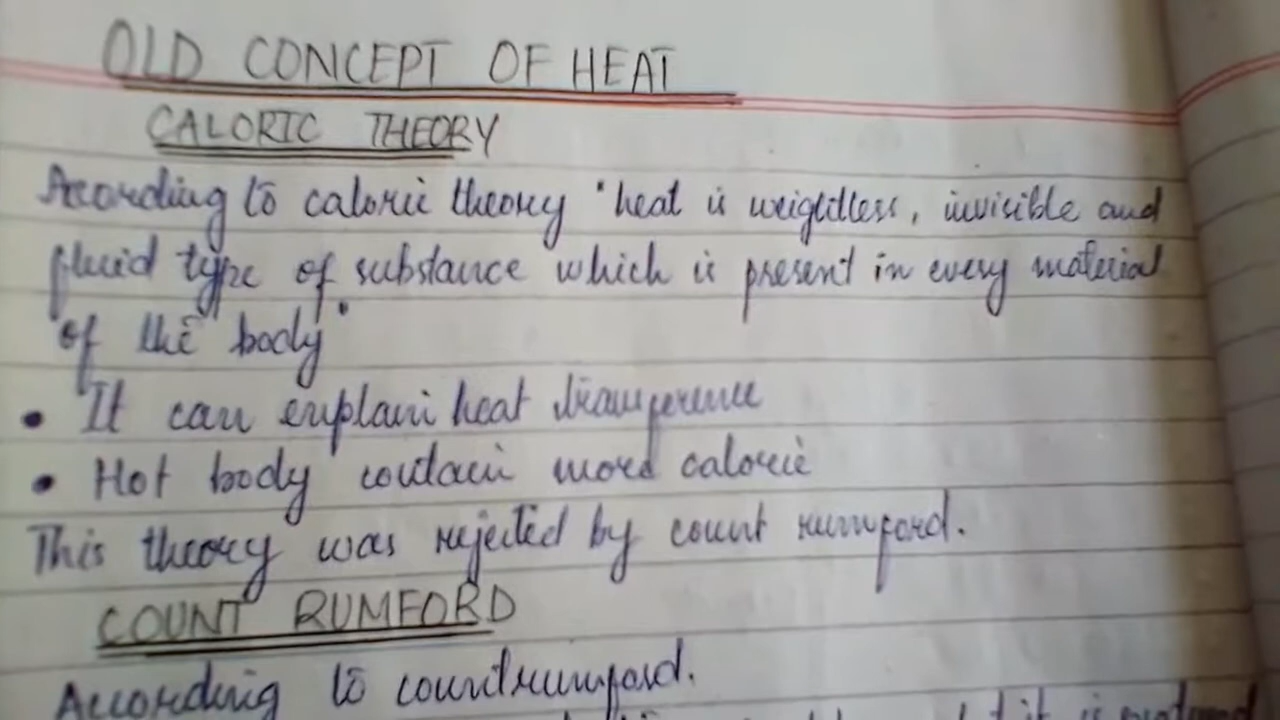 OLD CONCEPT OF HEAT
CALORIC THEORY
According to caloric theory "heat is weightless, invisible and
fluid type of substance which is present in every material
of the body"
• It can explain heat transference
• Hot body contain more caloric
This theory was rejected by count rumford.
COUNT RUMFORD
According to countrumford.
it is